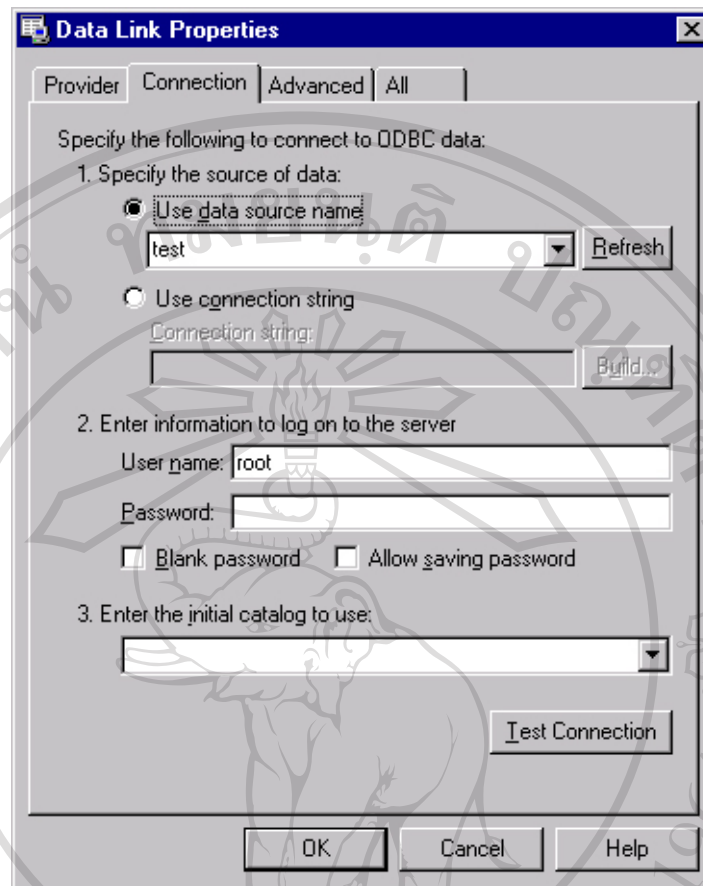 Data Link Properties
Provider Connection Advanced All
Specify the following to connect to ODBC data:
1. Specify the source of data:
Use data source name
test Refresh
Use connection string
Connection string:
Build...
2. Enter information to log on to the server
User name: root
Password:
Blank password Allow saving password
3. Enter the initial catalog to use:
Test Connection
OK Cancel Help